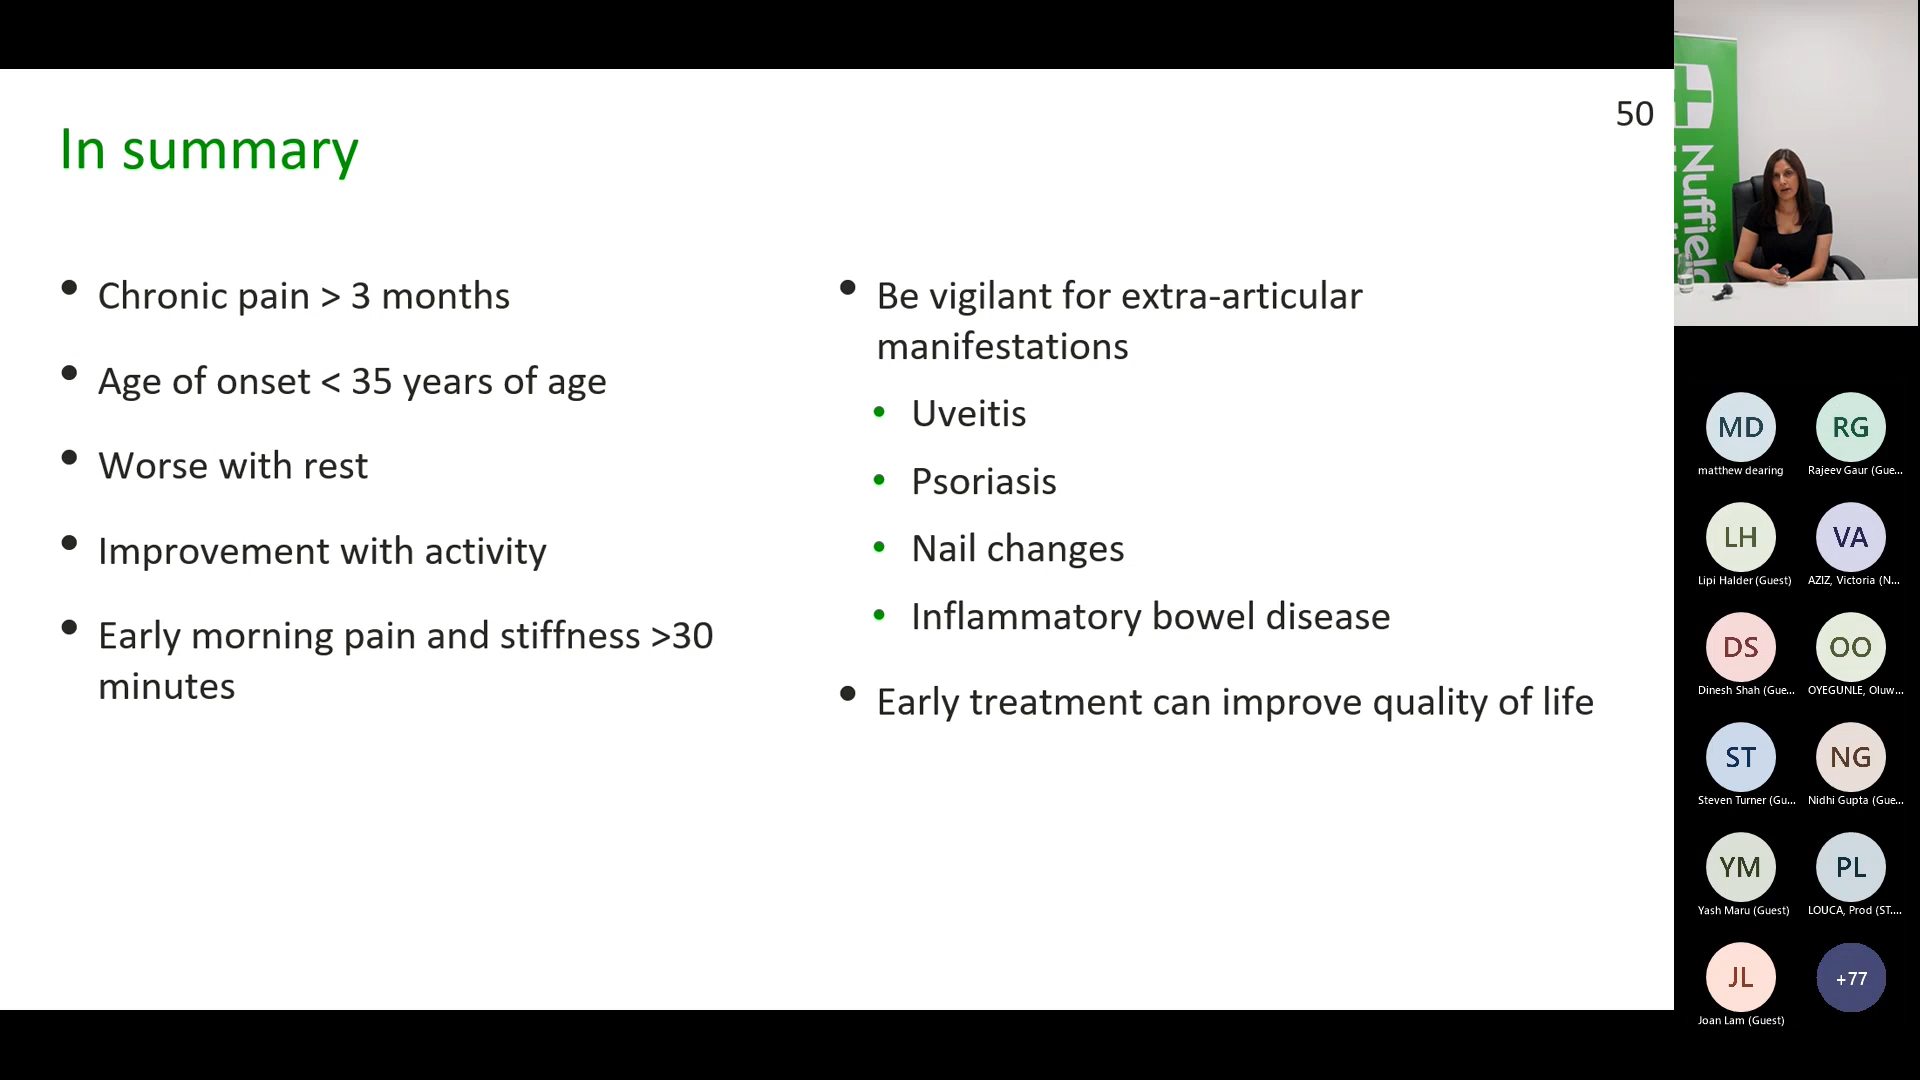 50
In summary
• Chronic pain > 3 months
• Age of onset < 35 years of age
• Worse with rest
• Improvement with activity
• Early morning pain and stiffness >30
minutes
• Be vigilant for extra-articular
manifestations
• Uveitis
• Psoriasis
• Nail changes
• Inflammatory bowel disease
• Early treatment can improve quality of life
Nuffield
MD
matthew dearing
RG
Rajeev Gaur (Gue...
LH
Lipi Halder (Guest)
VA
AZIZ, Victoria (N...
DS
Dinesh Shah (Gue...
OO
OYEGUNLE, Oluw...
ST
Steven Turner (Gu...
NG
Nidhi Gupta (Gue...
YM
Yash Maru (Guest)
PL
LOUCA, Prod (ST....
JL
Joan Lam (Guest)
+77